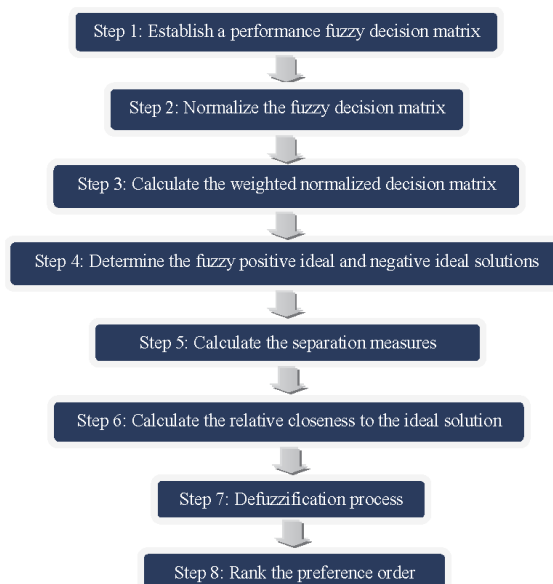 Step 1: Establish a performance fuzzy decision matrix
Step 2: Normalize the fuzzy decision matrix
Step 3: Calculate the weighted normalized decision matrix
Step 4: Determine the fuzzy positive ideal and negative ideal solutions
Step 5: Calculate the separation measures
Step 6: Calculate the relative closeness to the ideal solution
Step 7: Defuzzification process
Step 8: Rank the preference order